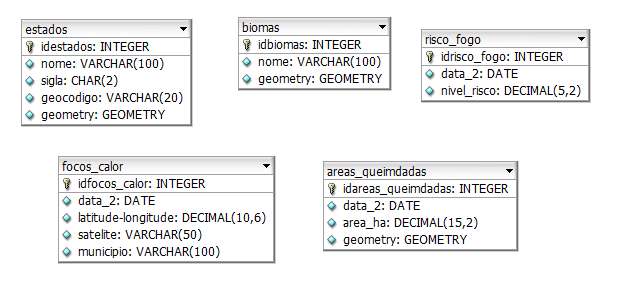 estados
idestados: INTEGER
nome: VARCHAR(100)
sigla: CHAR(2)
geocodigo: VARCHAR(20)
geometry: GEOMETRY
biomas
idbiomas: INTEGER
nome: VARCHAR(100)
geometry: GEOMETRY
risco_fogo
idrisco_fogo: INTEGER
data_2: DATE
nivel_risco: DECIMAL(5,2)
focos_calor
idfocos_calor: INTEGER
data_2: DATE
latitude-longitude: DECIMAL(10,6)
satelite: VARCHAR(50)
municipio: VARCHAR(100)
areas_queimdadas
idareas_queimdadas: INTEGER
data_2: DATE
area_ha: DECIMAL(15,2)
geometry: GEOMETRY